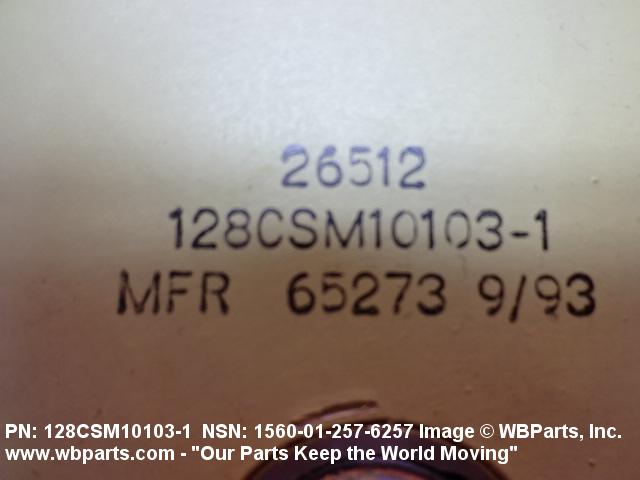 26512
128CSM10103-1
MFR 65273 9/93
PN: 128CSM10103-1 NSN: 1560-01-257-6257 Image © WBParts, Inc.
www.wbparts.com - "Our Parts Keep the World Moving"